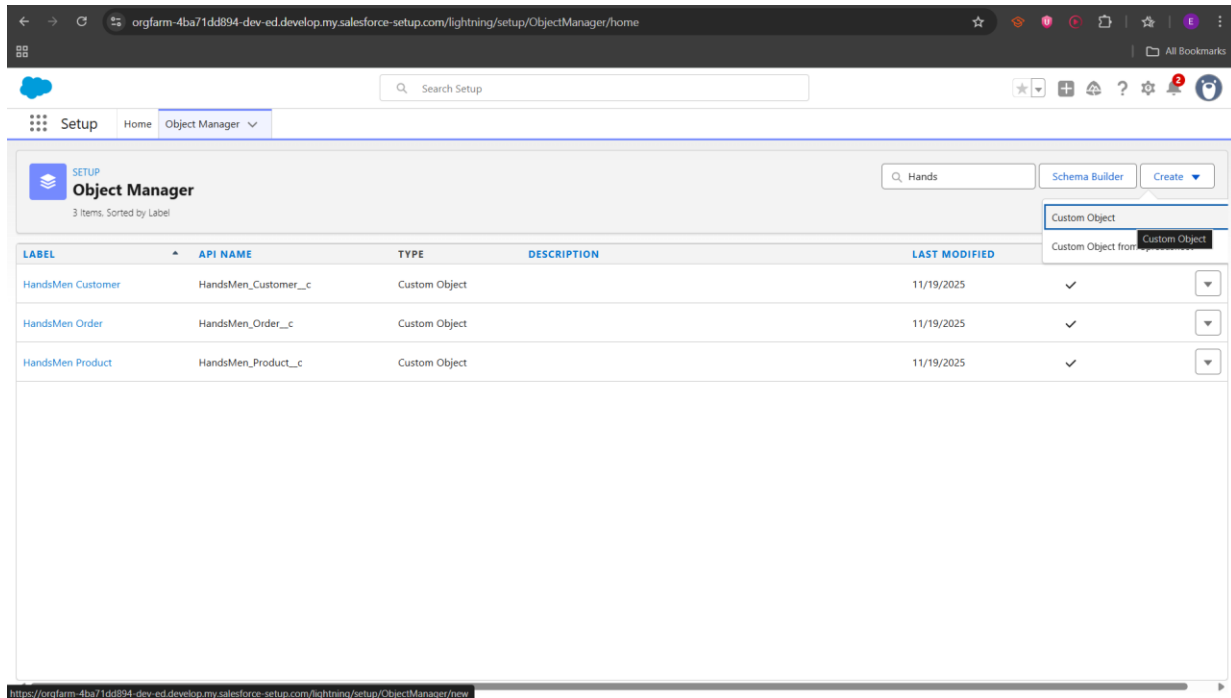 orgfarm-4ba71dd894-dev-ed.develop.my.salesforce-setup.com/lightning/setup/ObjectManager/home
E
All Bookmarks
Search Setup
2
Setup Home Object Manager
SETUP
Object Manager
3 Items, Sorted by Label
Hands
Schema Builder
Create
Custom Object
Custom Object
Custom Object from
LABEL API NAME TYPE DESCRIPTION LAST MODIFIED
HandsMen Customer HandsMen_Customer__c Custom Object 11/19/2025
HandsMen Order HandsMen_Order__c Custom Object 11/19/2025
HandsMen Product HandsMen_Product__c Custom Object 11/19/2025
https://orgfarm-4ba71dd894-dev-ed.develop.my.salesforce-setup.com/lightning/setup/ObjectManager/new